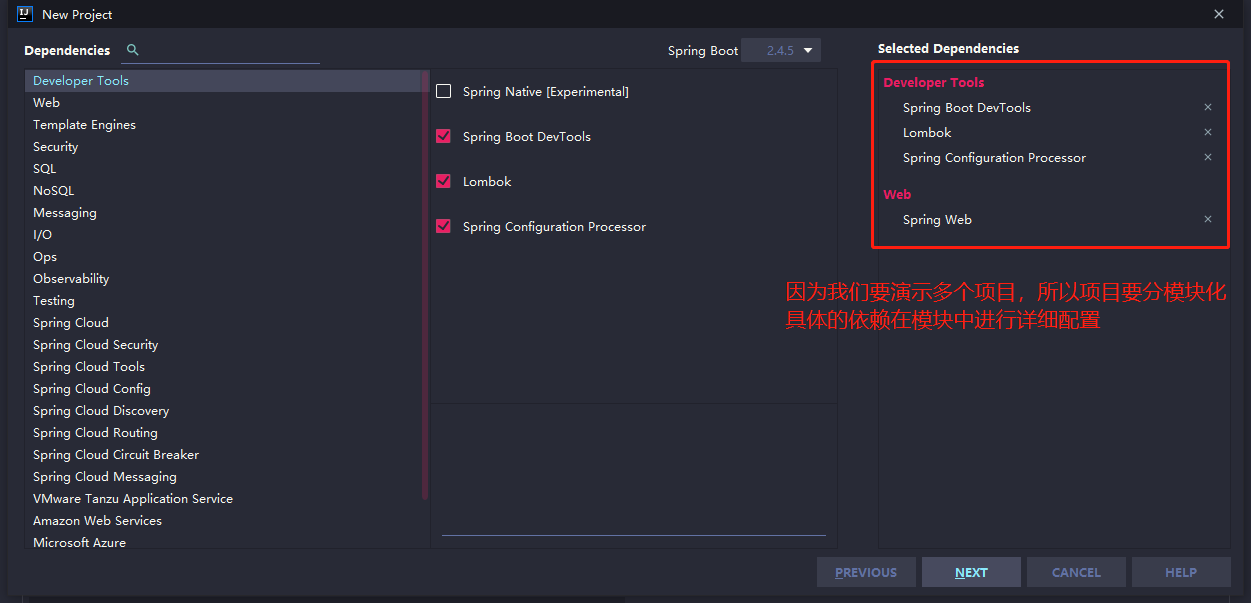 New Project
Dependencies
Spring Boot 2.4.5
Selected Dependencies
Developer Tools
Web
Template Engines
Security
SQL
NoSQL
Messaging
I/O
Ops
Observability
Testing
Spring Cloud
Spring Cloud Security
Spring Cloud Tools
Spring Cloud Config
Spring Cloud Discovery
Spring Cloud Routing
Spring Cloud Circuit Breaker
Spring Cloud Messaging
VMware Tanzu Application Service
Amazon Web Services
Microsoft Azure
Spring Native [Experimental]
Spring Boot DevTools
Lombok
Spring Configuration Processor
Developer Tools
Spring Boot DevTools
Lombok
Spring Configuration Processor
Web
Spring Web
因为我们要演示多个项目，所以项目要分模块化
具体的依赖在模块中进行详细配置
PREVIOUS
NEXT
CANCEL
HELP